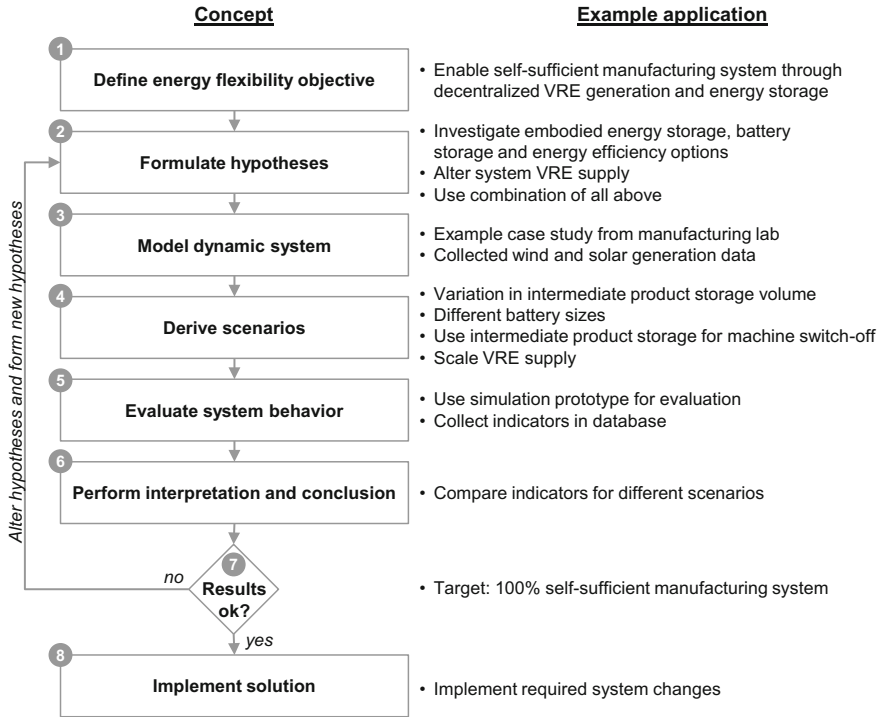 Concept
Example application
1
Define energy flexibility objective
• Enable self-sufficient manufacturing system through
decentralized VRE generation and energy storage
2
Formulate hypotheses
• Investigate embodied energy storage, battery
storage and energy efficiency options
• Alter system VRE supply
• Use combination of all above
3
Model dynamic system
• Example case study from manufacturing lab
• Collected wind and solar generation data
4
Derive scenarios
• Variation in intermediate product storage volume
• Different battery sizes
• Use intermediate product storage for machine switch-off
• Scale VRE supply
5
Evaluate system behavior
• Use simulation prototype for evaluation
• Collect indicators in database
6
Perform interpretation and conclusion
• Compare indicators for different scenarios
7
Results
ok?
no
yes
• Target: 100% self-sufficient manufacturing system
8
Implement solution
• Implement required system changes
Alter hypotheses and form new hypotheses